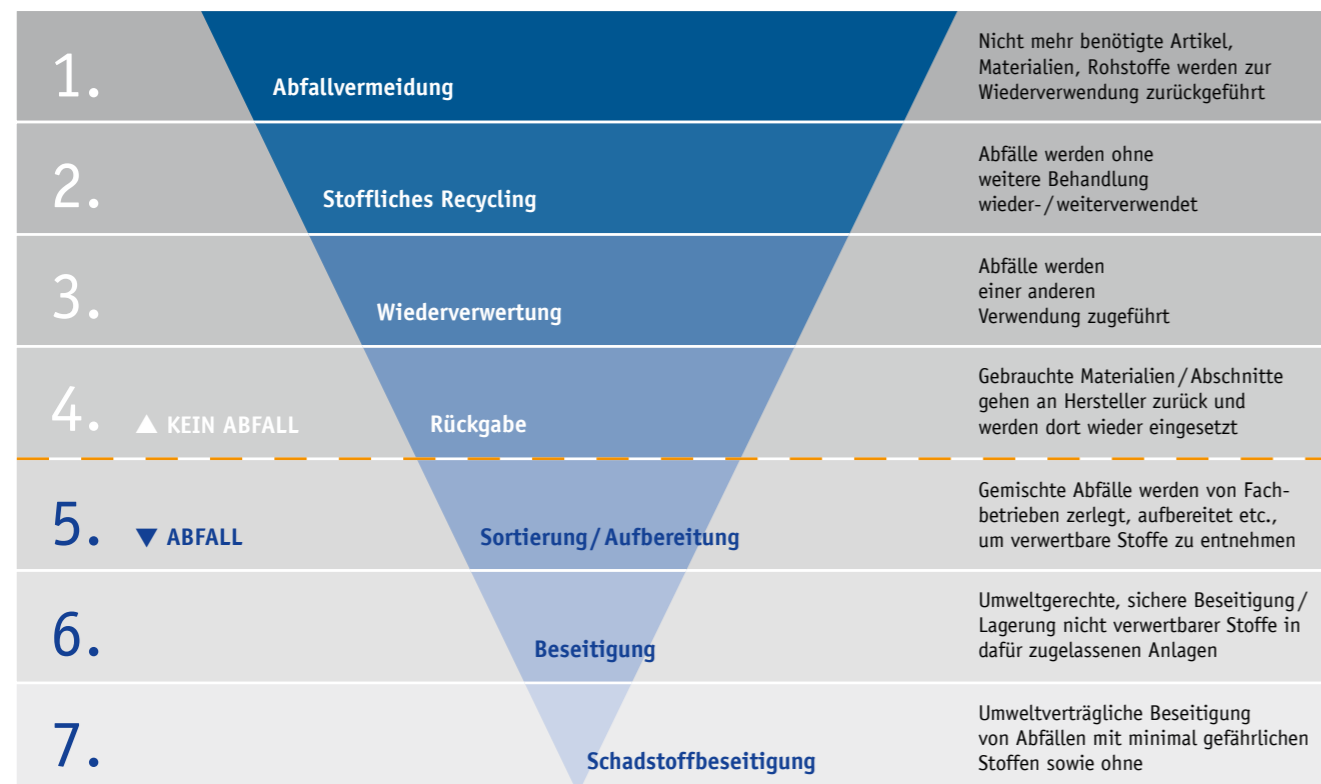 1.
Abfallvermeidung
Nicht mehr benötigte Artikel,
Materialien, Rohstoffe werden zur
Wiederverwendung zurückgeführt
2.
Stoffliches Recycling
Abfälle werden ohne
weitere Behandlung
wieder-/weiterverwendet
3.
Wiederverwertung
Abfälle werden
einer anderen
Verwendung zugeführt
4.
▲ KEIN ABFALL
Rückgabe
Gebrauchte Materialien/Abschnitte
gehen an Hersteller zurück und
werden dort wieder eingesetzt
5.
▼ ABFALL
Sortierung/Aufbereitung
Gemischte Abfälle werden von Fach-
betrieben zerlegt, aufbereitet etc.,
um verwertbare Stoffe zu entnehmen
6.
Beseitigung
Umweltgerechte, sichere Beseitigung/
Lagerung nicht verwertbarer Stoffe in
dafür zugelassenen Anlagen
7.
Schadstoffbeseitigung
Umweltverträgliche Beseitigung
von Abfällen mit minimal gefährlichen
Stoffen sowie ohne